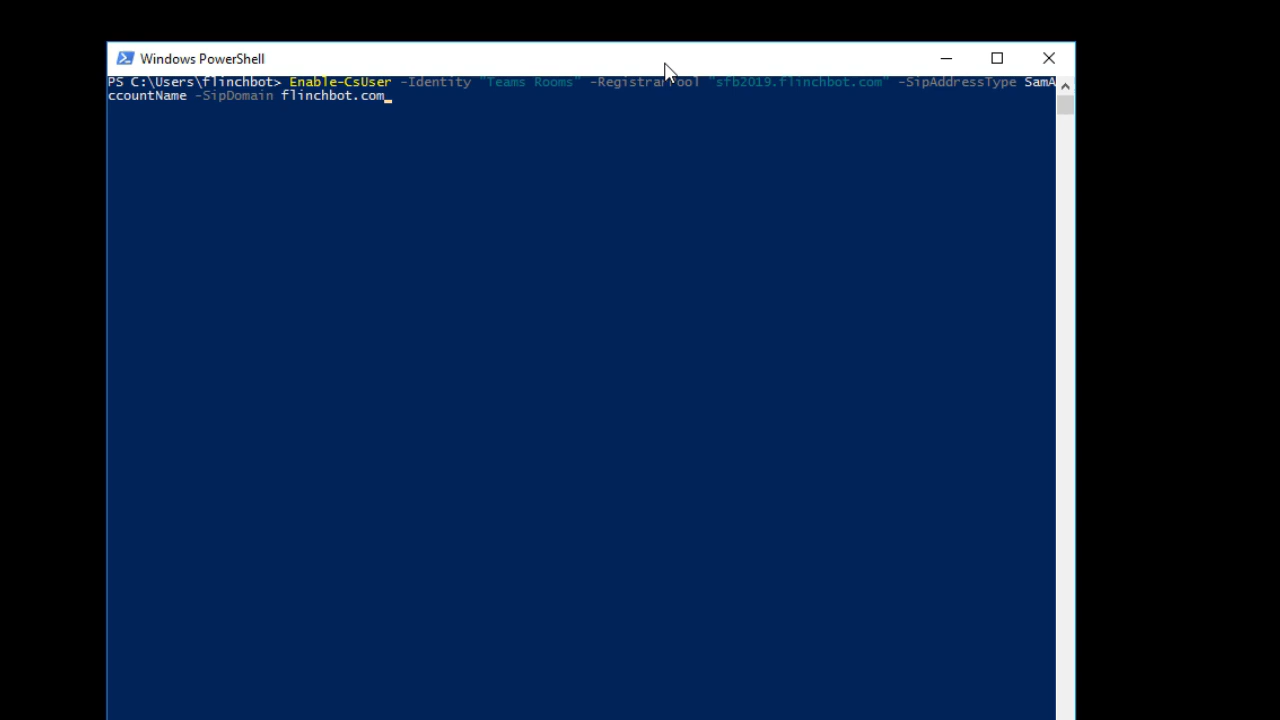 Windows PowerShell
PS C:\Users\flinchbot> Enable-CsUser -Identity "Teams Rooms" -RegistrarPool "sfb2019.flinchbot.com" -SipAddressType SamA
ccountName -SipDomain flinchbot.com